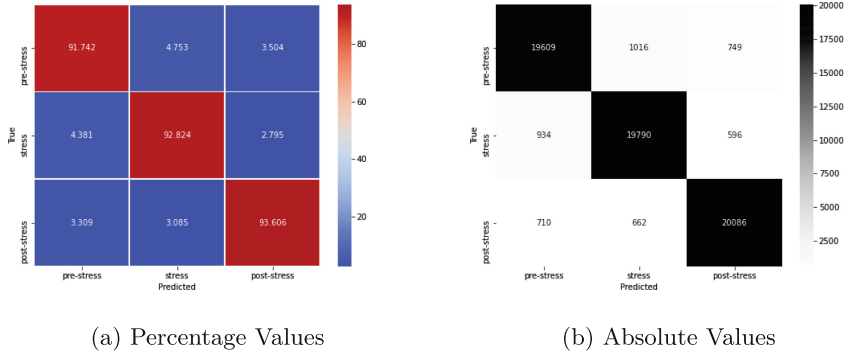 pre-stress
stress
post-stress
True
91.742 4.753 3.504
4.381 92.824 2.795
3.309 3.085 93.606
pre-stress stress post-stress
Predicted
80
60
40
20
pre-stress
stress
post-stress
True
19609 1016 749
934 19790 596
710 662 20086
pre-stress stress post-stress
Predicted
20000
17500
15000
12500
10000
7500
5000
2500
(a) Percentage Values
(b) Absolute Values